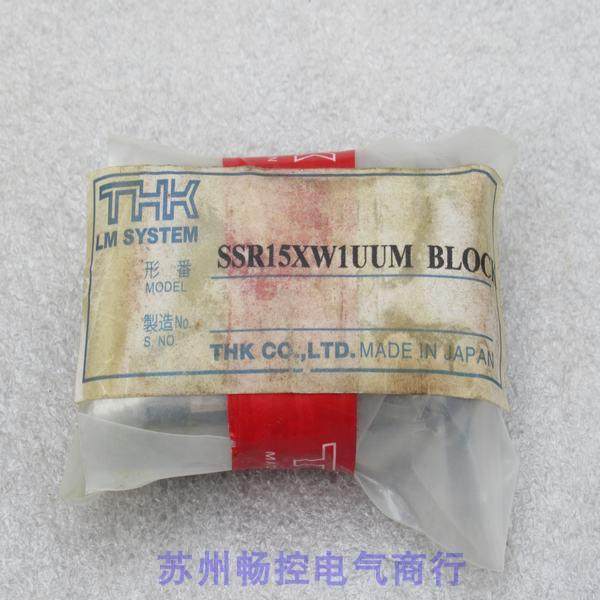 THK
LM SYSTEM
形 番
MODEL
SSR15XW1UUM BLOCK
製造No.
S. NO
THK CO.,LTD. MADE IN JAPAN
苏州畅控电气商行